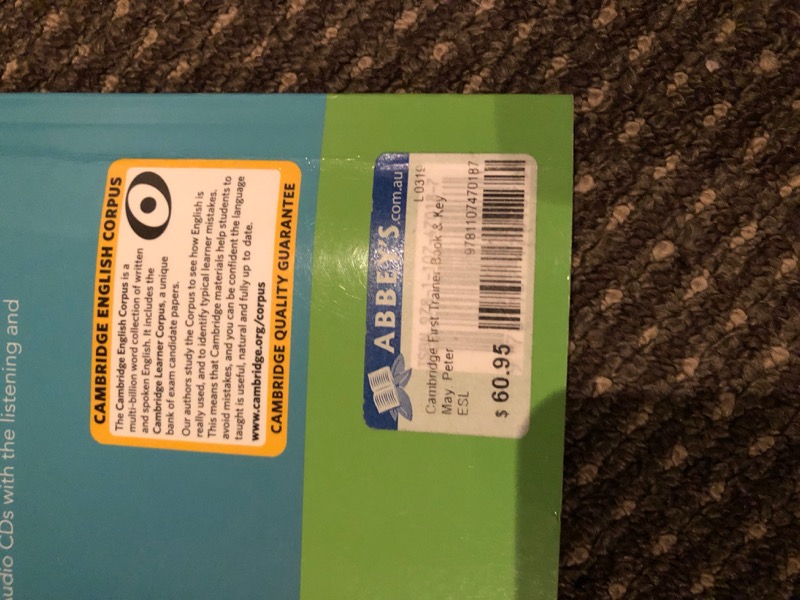 udio CDs with the listening and
CAMBRIDGE ENGLISH CORPUS
The Cambridge English Corpus is a
multi-billion word collection of written
and spoken English. It includes the
Cambridge Learner Corpus, a unique
bank of exam candidate papers.
Our authors study the Corpus to see how English is
really used, and to identify typical learner mistakes.
This means that Cambridge materials help students to
avoid mistakes, and you can be confident the language
taught is useful, natural and fully up to date.
www.cambridge.org/corpus
CAMBRIDGE QUALITY GUARANTEE
ABBEY'S.com.au
L0319
Cambridge First Trainer Book & Key
May Peter
ESL
9781107470187
$ 60.95